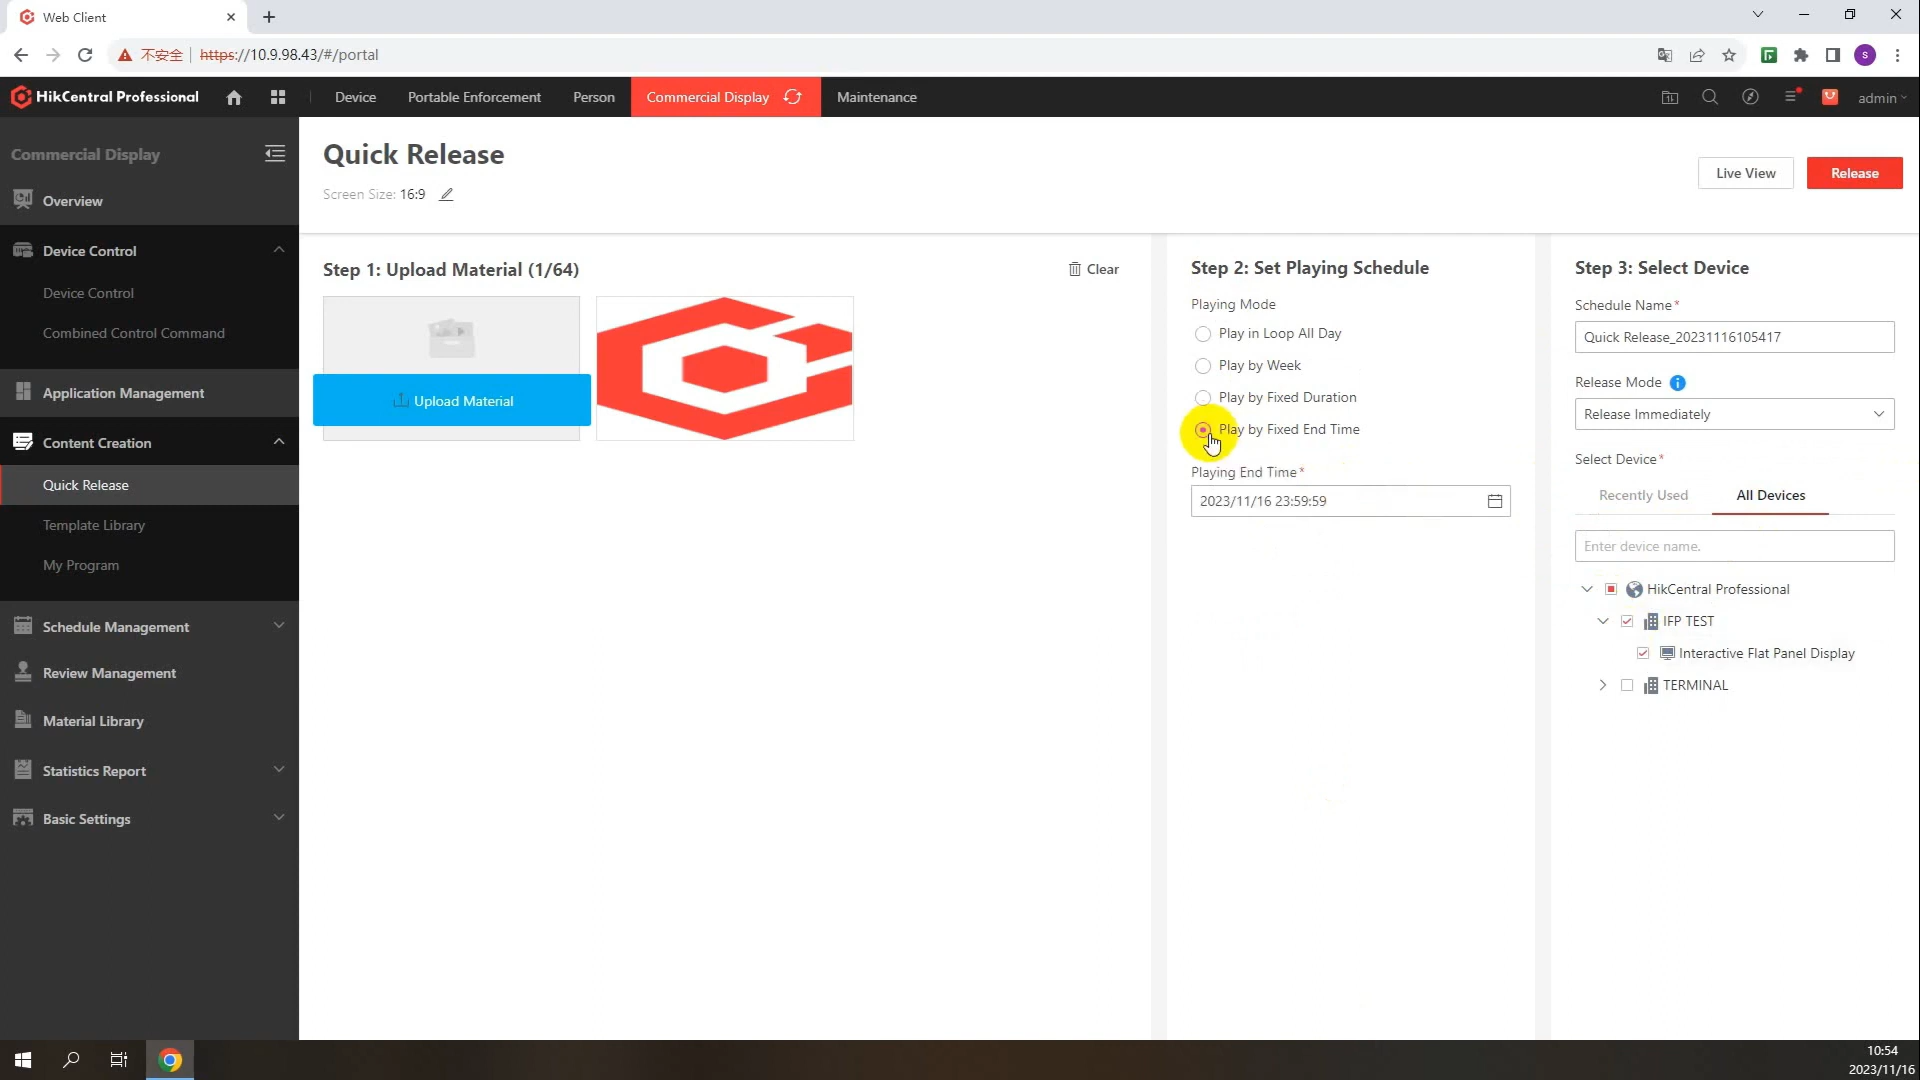 Web Client
不安全 https://10.9.98.43/#/portal
S
HikCentral Professional
Device
Portable Enforcement
Person
Commercial Display
Maintenance
admin
Commercial Display
Overview
Device Control
Device Control
Combined Control Command
Application Management
Content Creation
Quick Release
Template Library
My Program
Schedule Management
Review Management
Material Library
Statistics Report
Basic Settings
Quick Release
Screen Size: 16:9
Live View
Release
Step 1: Upload Material (1/64)
Clear
Upload Material
Step 2: Set Playing Schedule
Playing Mode
Play in Loop All Day
Play by Week
Play by Fixed Duration
Play by Fixed End Time
Playing End Time*
2023/11/16 23:59:59
Step 3: Select Device
Schedule Name*
Quick Release_20231116105417
Release Mode
Release Immediately
Select Device*
Recently Used
All Devices
Enter device name.
HikCentral Professional
IFP TEST
Interactive Flat Panel Display
TERMINAL
10:54
2023/11/16